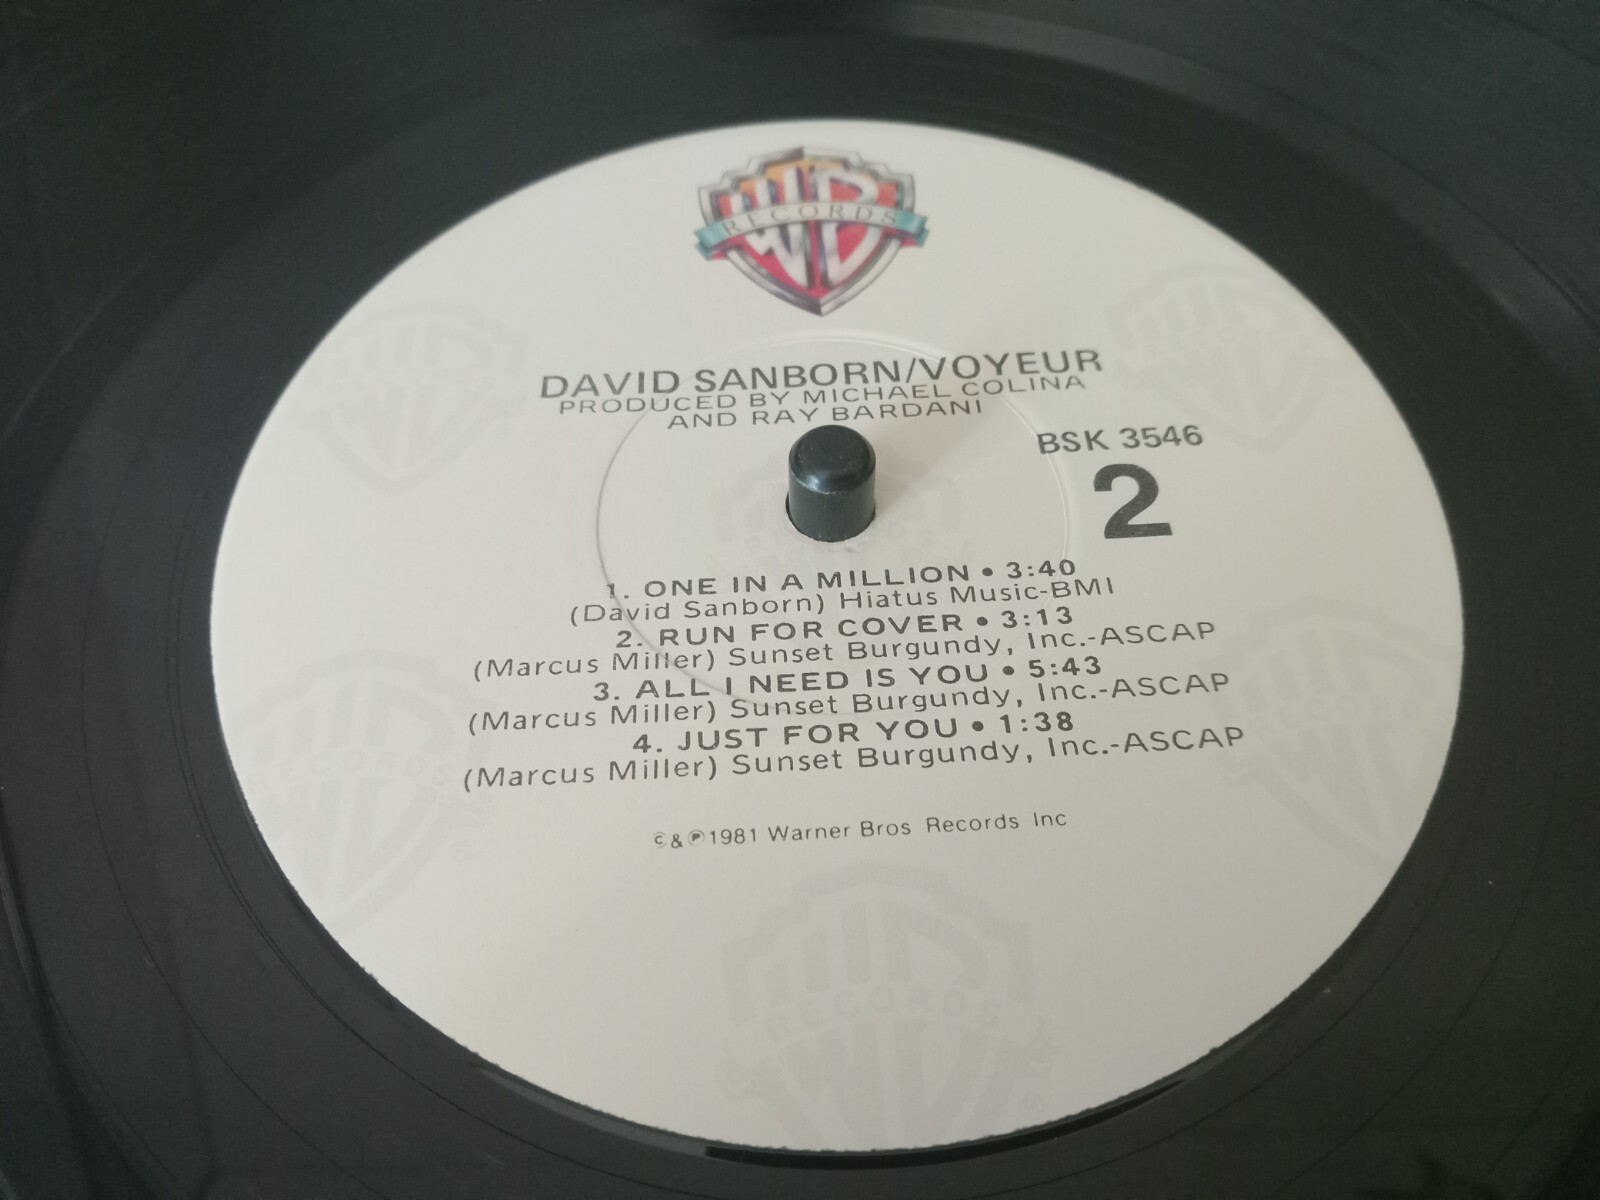 RECORDS
DAVID SANBORN/VOYEUR
PRODUCED BY MICHAEL COLINA
AND RAY BARDANI
BSK 3546
2
1. ONE IN A MILLION • 3:40
(David Sanborn) Hiatus Music-BMI
2. RUN FOR COVER • 3:13
(Marcus Miller) Sunset Burgundy, Inc.-ASCAP
3. ALL I NEED IS YOU • 5:43
(Marcus Miller) Sunset Burgundy, Inc.-ASCAP
4. JUST FOR YOU • 1:38
(Marcus Miller) Sunset Burgundy, Inc.-ASCAP
©&℗1981 Warner Bros Records Inc
RECORDS
RECORDS